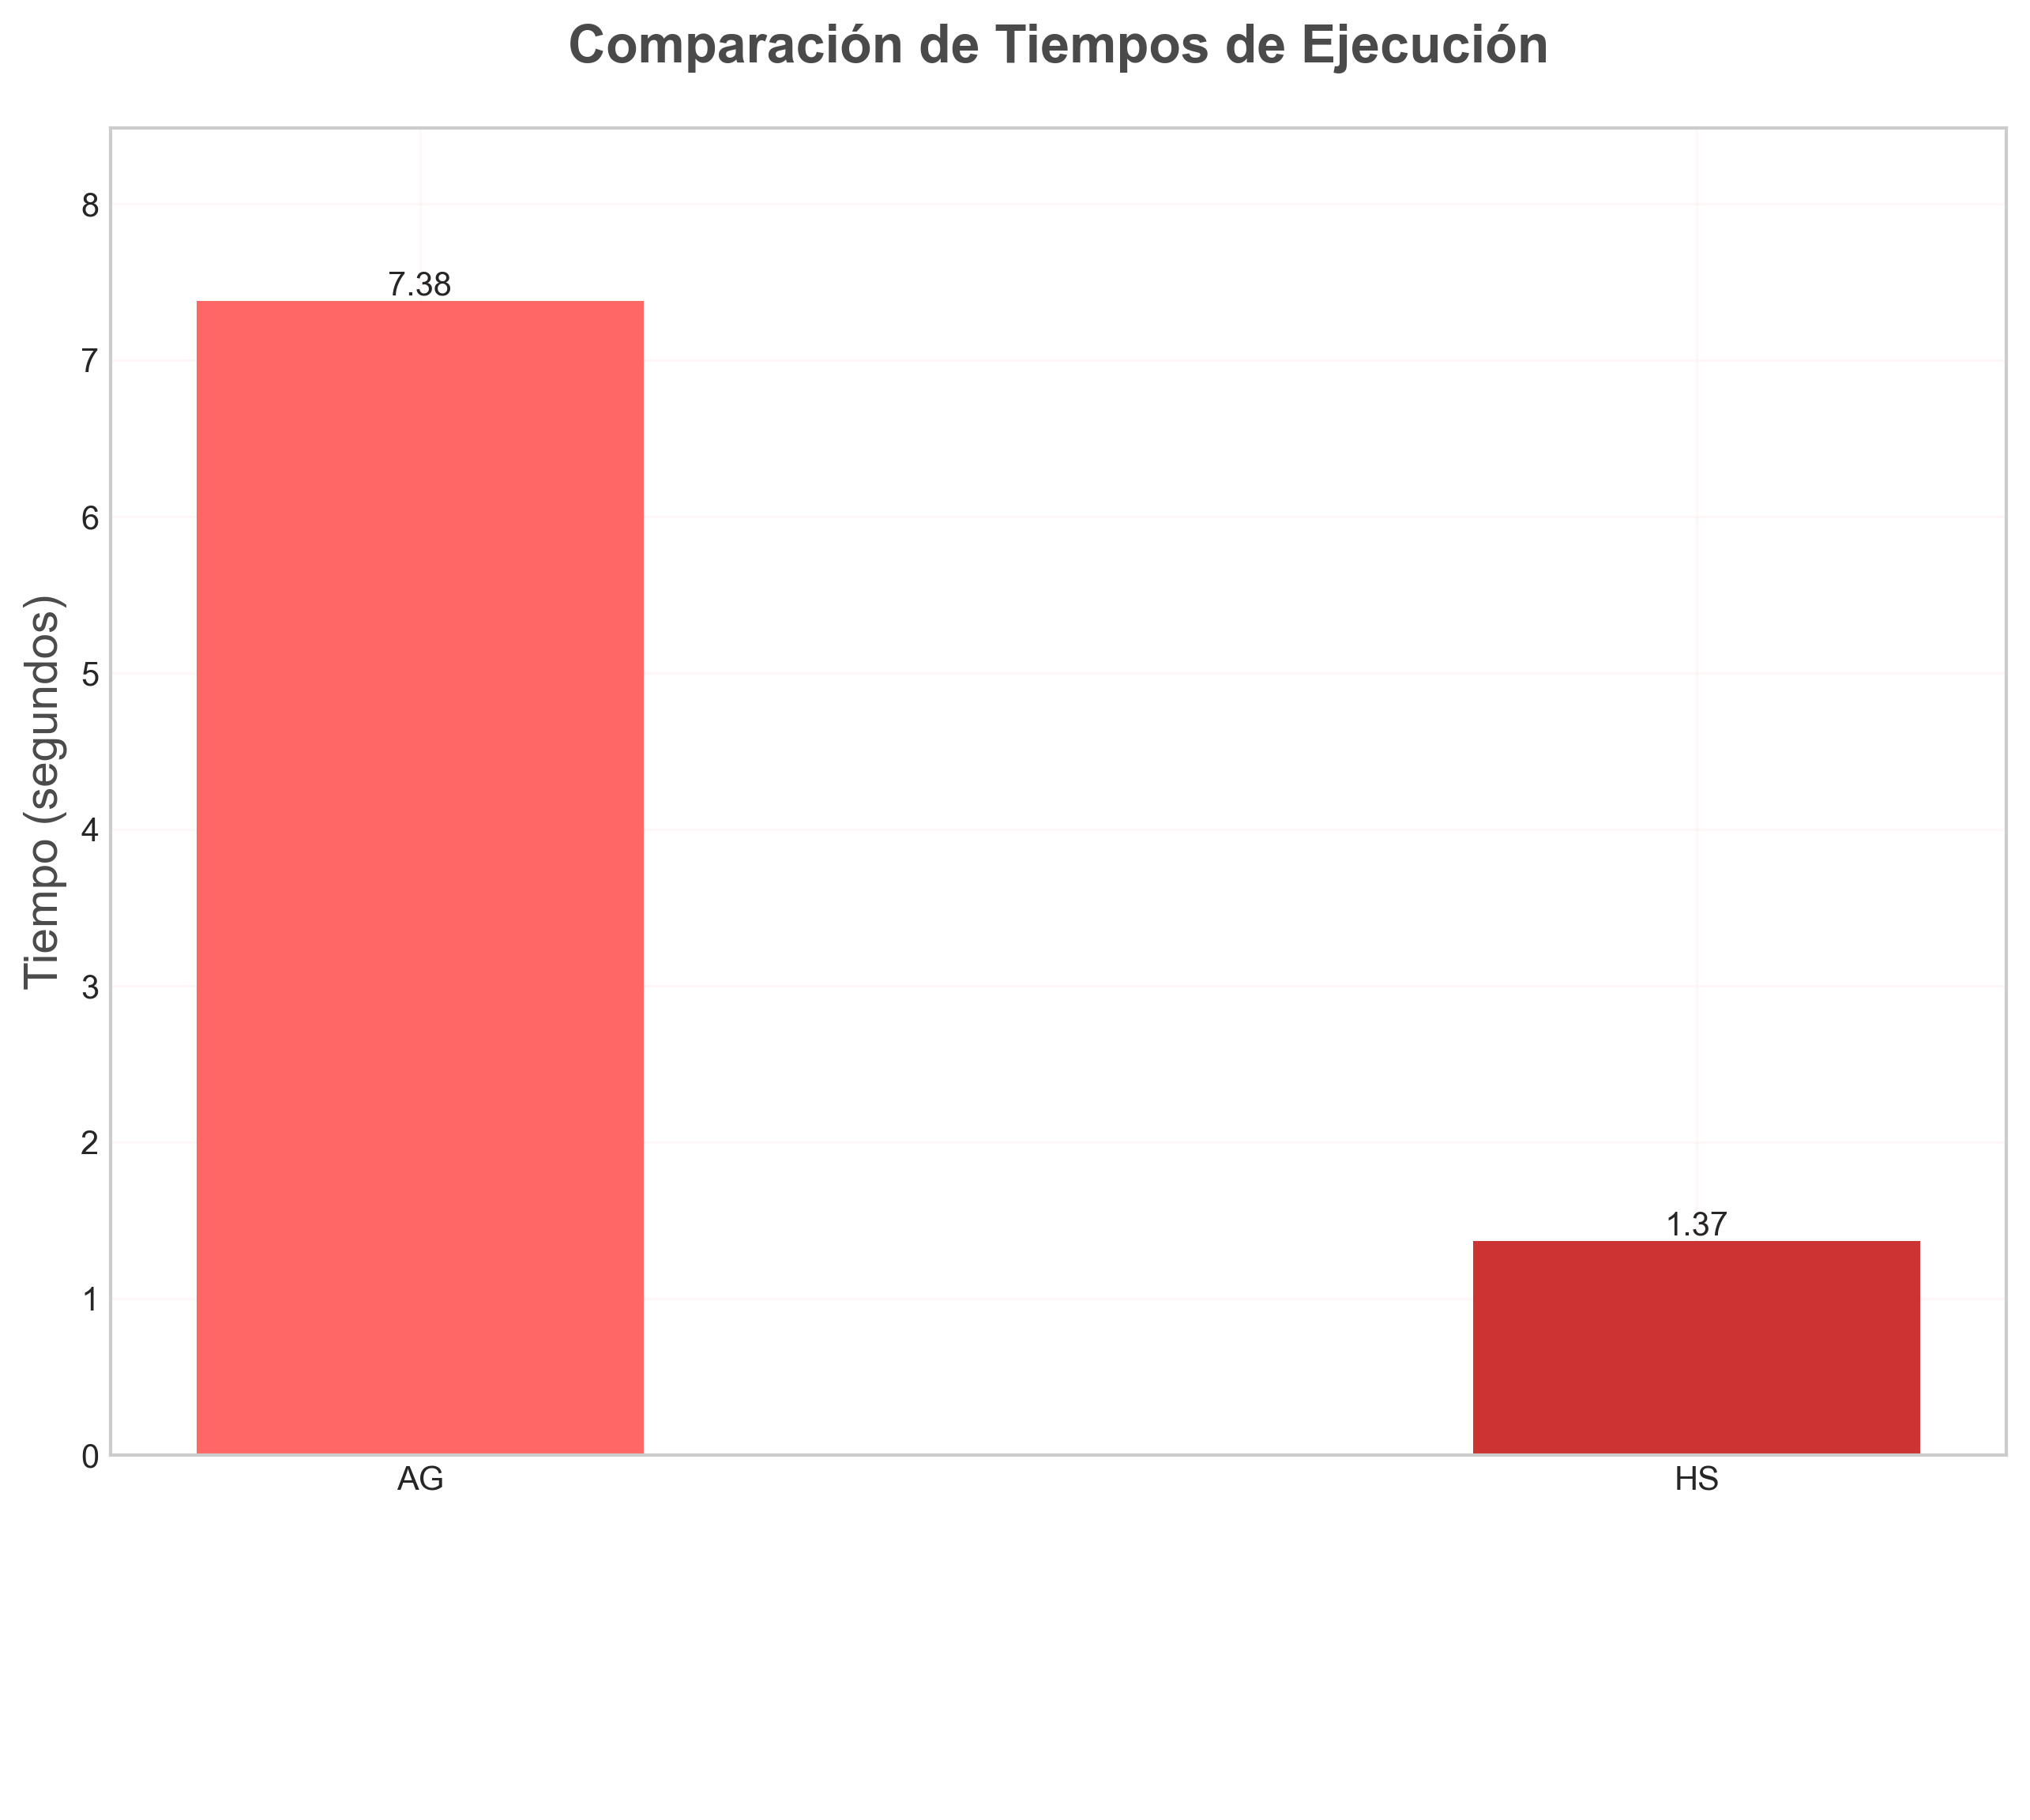 Comparación de Tiempos de Ejecución
Tiempo (segundos)
8
7
6
5
4
3
2
1
0
7.38
1.37
AG
HS